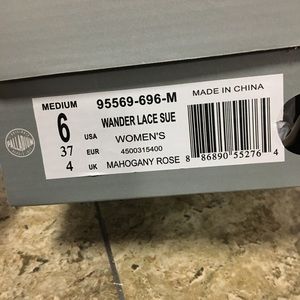 MEDIUM 95569-696-M MADE IN CHINA
6 USA WANDER LACE SUE
WOMEN'S
37 EUR 4500315400
4 UK MAHOGANY ROSE
8 86890 55276 4
PALLADIUM